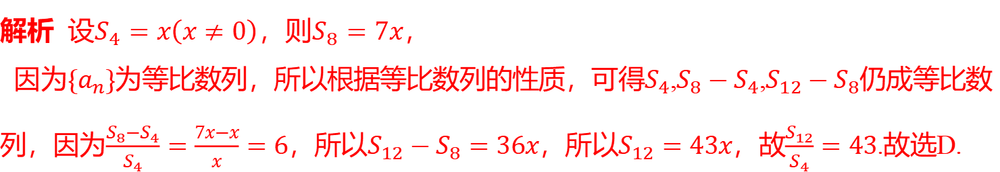 解析 设$S_4 = x(x \neq 0)$，则$S_8 = 7x$，
因为$\{a_n\}$为等比数列，所以根据等比数列的性质，可得$S_4,S_8 - S_4,S_{12} - S_8$仍成等比数
列，因为$\frac{S_8-S_4}{S_4} = \frac{7x-x}{x} = 6$，所以$S_{12} - S_8 = 36x$，所以$S_{12} = 43x$，故$\frac{S_{12}}{S_4} = 43$.故选D.